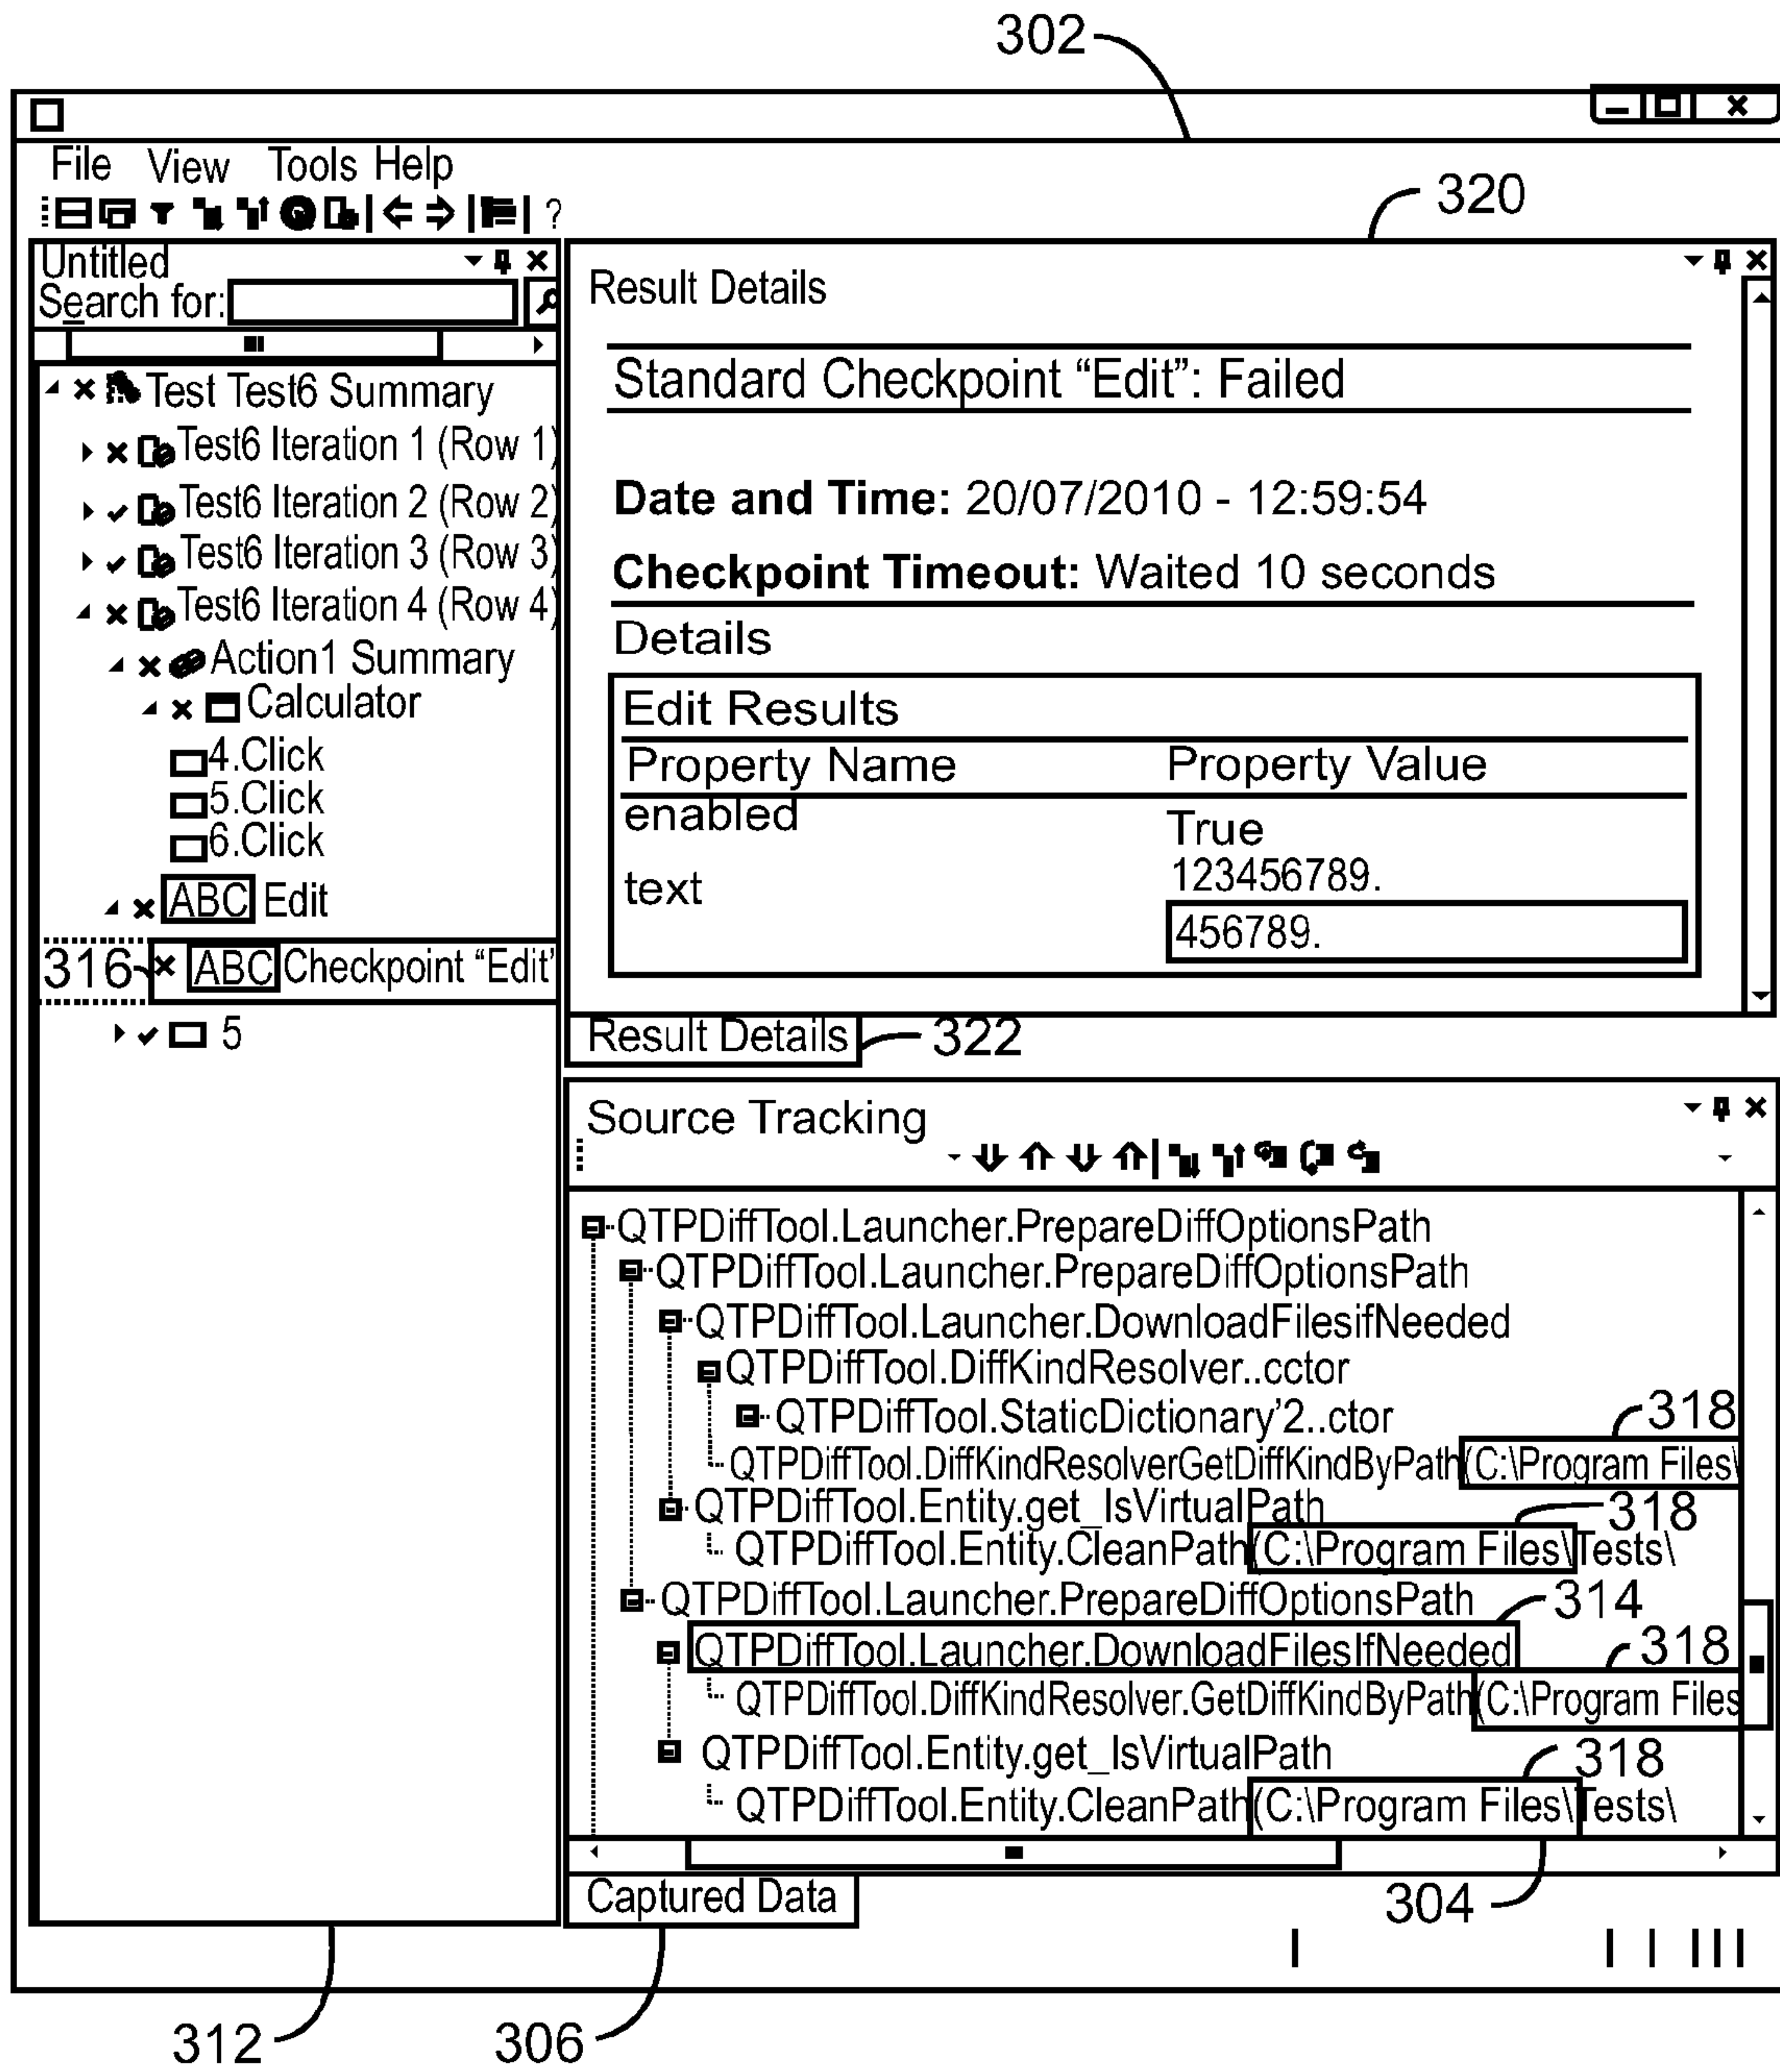 302
File View Tools Help
?
320
Untitled
Search for:
Test Test6 Summary
Test6 Iteration 1 (Row 1)
Test6 Iteration 2 (Row 2)
Test6 Iteration 3 (Row 3)
Test6 Iteration 4 (Row 4)
Action1 Summary
Calculator
4.Click
5.Click
6.Click
ABC Edit
316
ABC Checkpoint “Edit’
5
Result Details
Standard Checkpoint “Edit”: Failed
Date and Time: 20/07/2010 - 12:59:54
Checkpoint Timeout: Waited 10 seconds
Details
Edit Results
Property Name Property Value
enabled True
text 123456789.
456789.
Result Details
322
Source Tracking
QTPDiffTool.Launcher.PrepareDiffOptionsPath
QTPDiffTool.Launcher.PrepareDiffOptionsPath
QTPDiffTool.Launcher.DownloadFilesifNeeded
QTPDiffTool.DiffKindResolver..cctor
QTPDiffTool.StaticDictionary’2..ctor
318
QTPDiffTool.DiffKindResolverGetDiffKindByPath(C:\Program Files\
QTPDiffTool.Entity.get_IsVirtualPath
318
QTPDiffTool.Entity.CleanPath(C:\Program Files\Tests\
QTPDiffTool.Launcher.PrepareDiffOptionsPath
314
QTPDiffTool.Launcher.DownloadFilesIfNeeded
318
QTPDiffTool.DiffKindResolver.GetDiffKindByPath(C:\Program Files
QTPDiffTool.Entity.get_IsVirtualPath
318
QTPDiffTool.Entity.CleanPath(C:\Program Files\Tests\
Captured Data
304
312
306